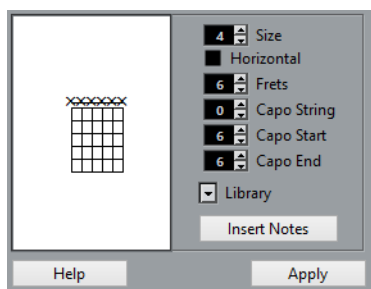 XXXXXX
4 Size
Horizontal
6 Frets
0 Capo String
6 Capo Start
6 Capo End
Library
Insert Notes
Help Apply